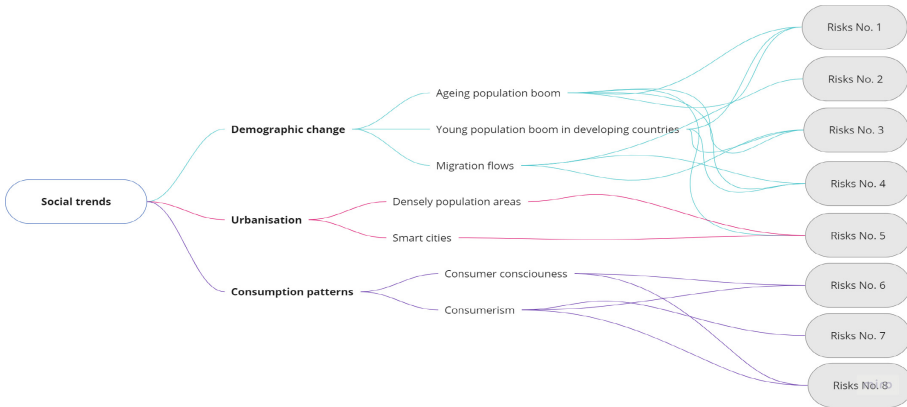 Risks No. 1
Risks No. 2
Ageing population boom
Demographic change
Young population boom in developing countries
Risks No. 3
Migration flows
Risks No. 4
Social trends
Densely population areas
Urbanisation
Smart cities
Risks No. 5
Consumer consciouness
Consumption patterns
Risks No. 6
Consumerism
Risks No. 7
Risks No. 8
miro